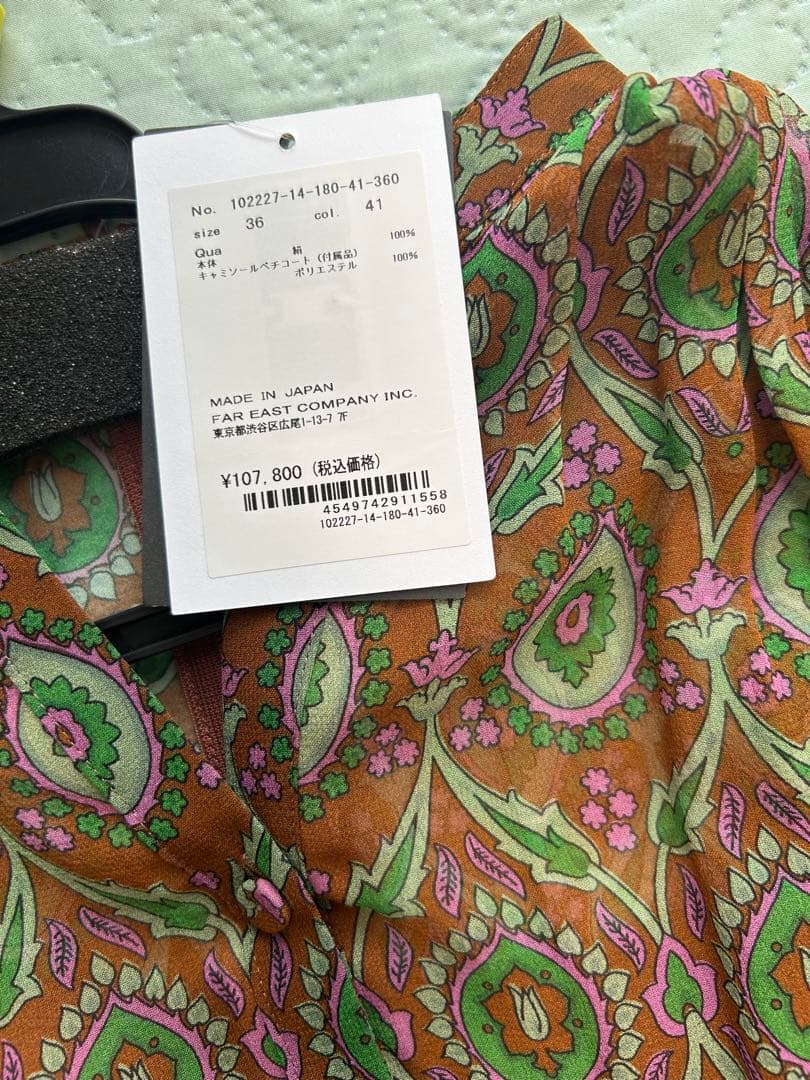 No. 102227-14-180-41-360
size 36 col. 41
Qua 絹 100%
本体
キャミソールペチコート (付属品) 100%
ポリエステル
MADE IN JAPAN
FAR EAST COMPANY INC.
東京都渋谷区広尾1-13-7 7F
¥107,800 (税込価格)
4549742911558
102227-14-180-41-360